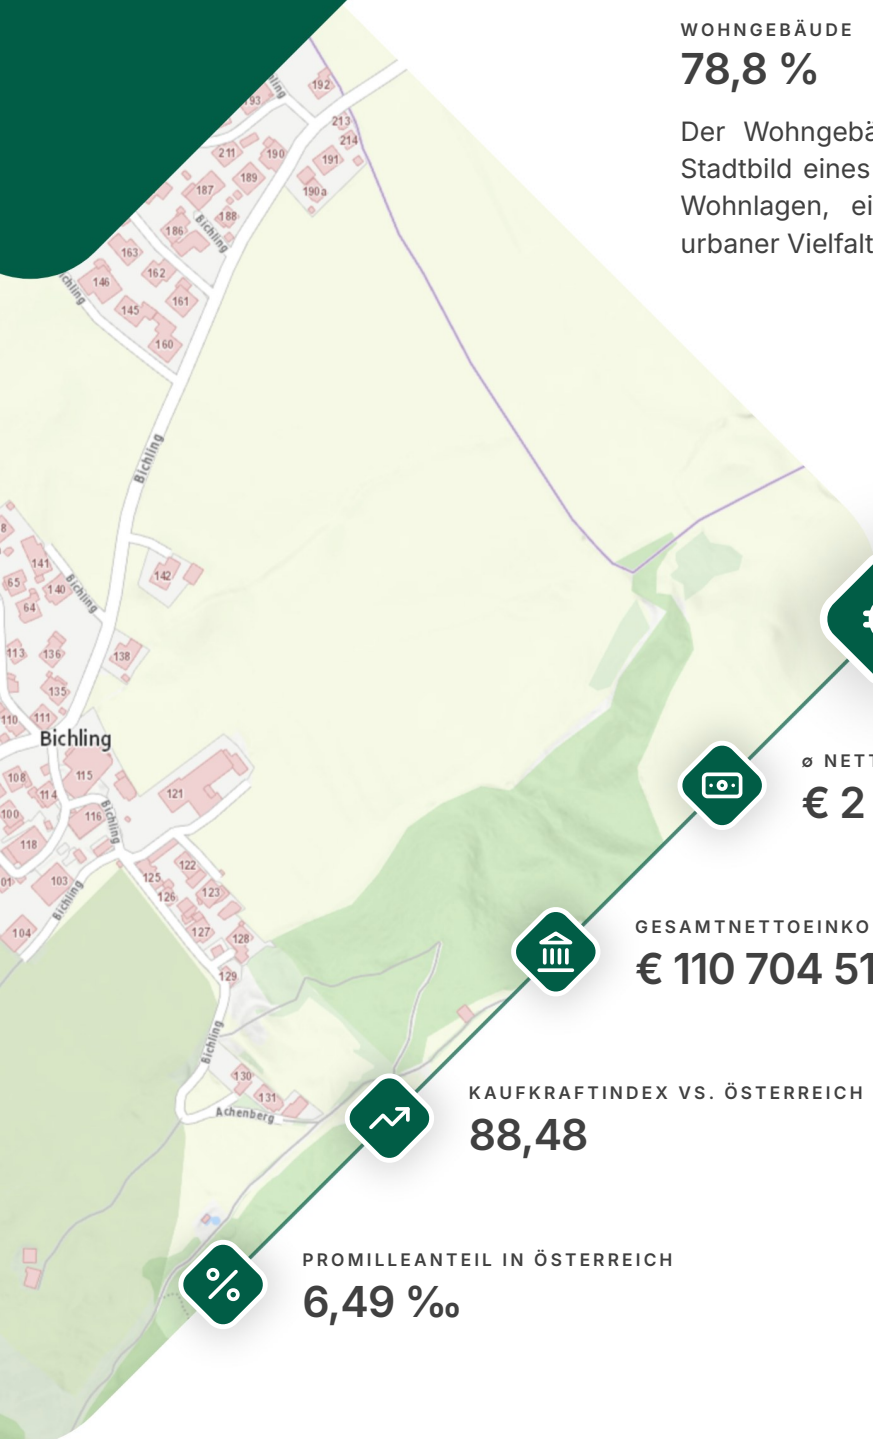 WOHNGEBÄUDE
78,8 %
Der Wohngebä
Stadtbild eines
Wohnlagen, ei
urbaner Vielfalt
192
93
213
214
211
190
191
189
187
190a
188
186
Bichling
163
162
146
161
145
160
Bichling
8
141
65
140
Bichling
64
142
113
136
138
135
110
111
Bichling
108
115
114
121
100
116
Bichling
118
122
125
01
103
126
123
Bichling
104
127
128
129
Bichling
130
131
Achenberg
ø NETT
€ 2
GESAMTNETTOEINKO
€ 110 704 51
KAUFKRAFTINDEX VS. ÖSTERREICH
88,48
PROMILLEANTEIL IN ÖSTERREICH
6,49 ‰